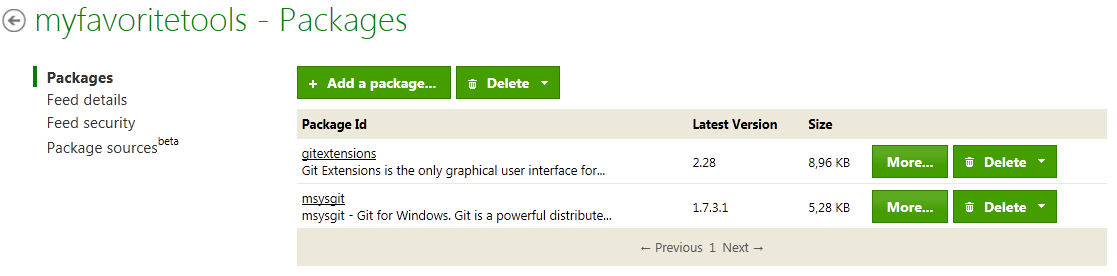 myfavoritetools - Packages
Packages
Feed details
Feed security
Package sources beta
+ Add a package...
Delete
Package Id Latest Version Size
gitextensions
Git Extensions is the only graphical user interface for...
2.28 8,96 KB More... Delete
msysgit
msysgit - Git for Windows. Git is a powerful distribute...
1.7.3.1 5,28 KB More... Delete
← Previous 1 Next →